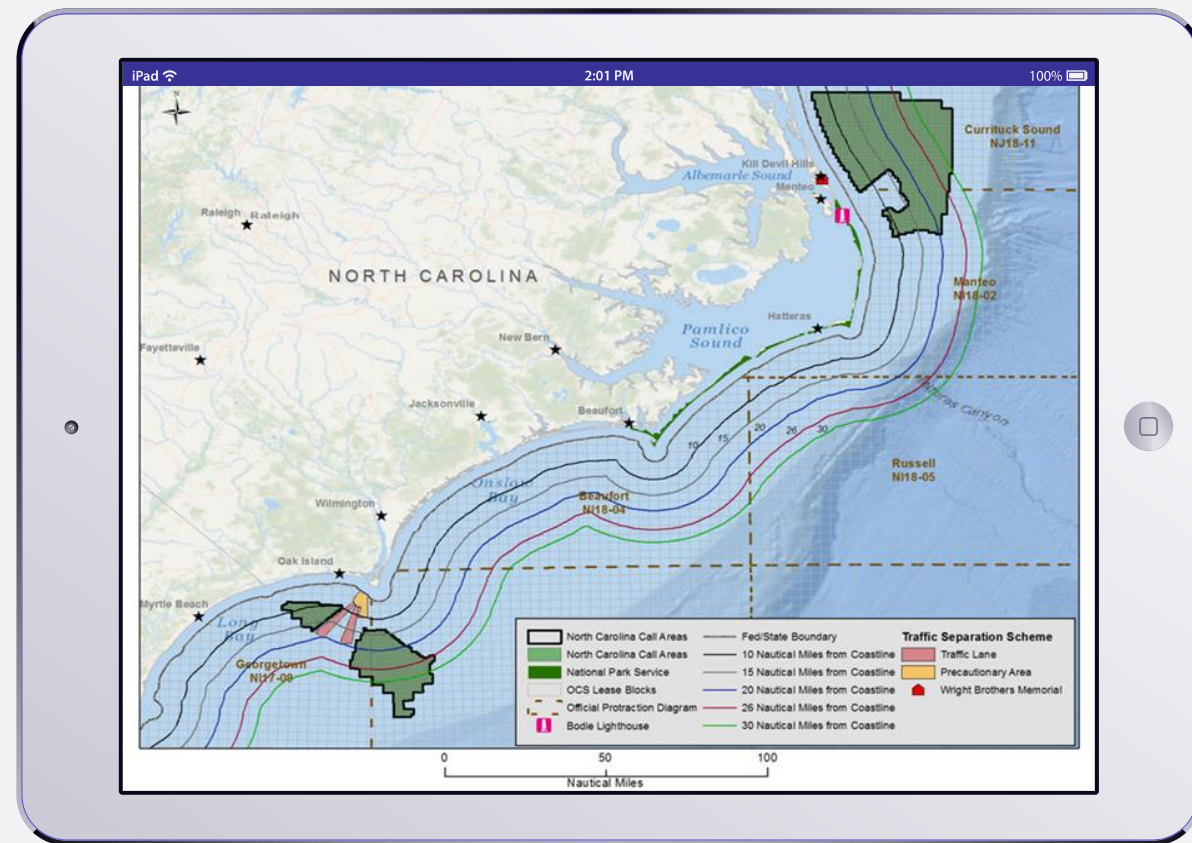 iPad
2:01 PM
100%
N
Currituck Sound
NJ18-11
Kill Devil Hills
Albemarle Sound
Manteo
Raleigh
Raleigh
NORTH CAROLINA
Manteo
NI18-02
Hatteras
Pamlico
Sound
New Bern
Fayetteville
Jacksonville
Beaufort
Canyon
10
15
20
26
30
Russell
NI18-05
Onslow
Bay
Beaufort
NI18-04
Wilmington
Oak Island
Myrtle Beach
Long
Bay
Georgetown
NI17-09
North Carolina Call Areas
North Carolina Call Areas
National Park Service
OCS Lease Blocks
Official Protraction Diagram
Bodie Lighthouse
Fed/State Boundary
10 Nautical Miles from Coastline
15 Nautical Miles from Coastline
20 Nautical Miles from Coastline
26 Nautical Miles from Coastline
30 Nautical Miles from Coastline
Traffic Separation Scheme
Traffic Lane
Precautionary Area
Wright Brothers Memorial
0
50
100
Nautical Miles